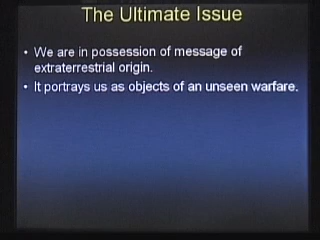 The Ultimate Issue
• We are in possession of message of
extraterrestrial origin.
• It portrays us as objects of an unseen warfare.